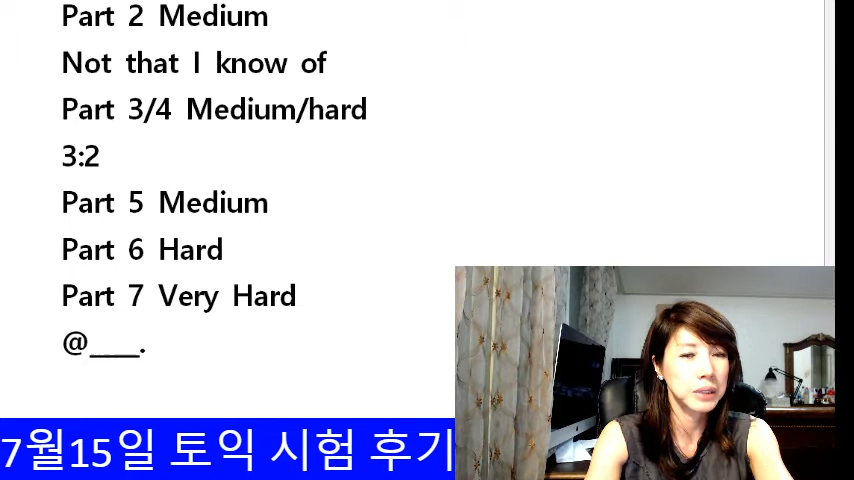 Part 2 Medium
Not that I know of
Part 3/4 Medium/hard
3:2
Part 5 Medium
Part 6 Hard
Part 7 Very Hard
@____.
7월15일 토익 시험 후기